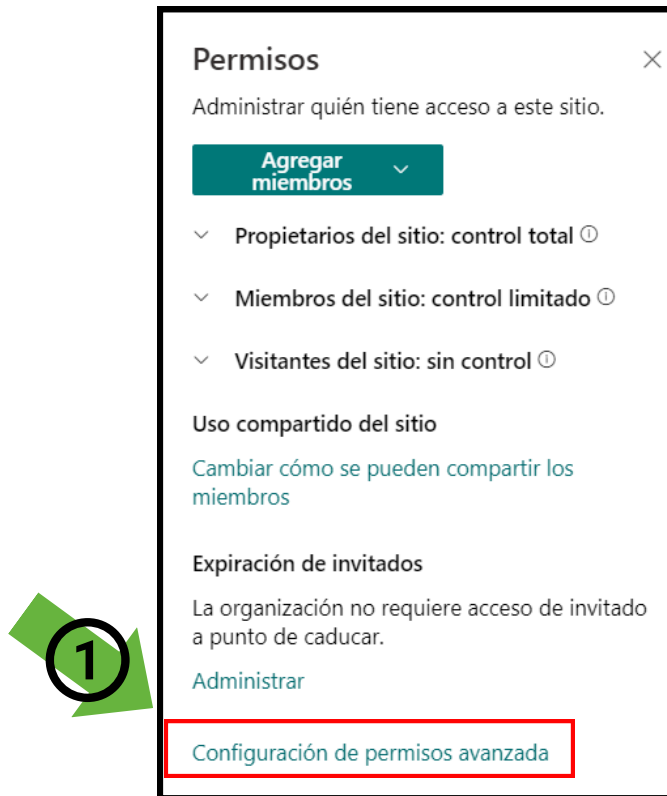 Permisos
Administrar quién tiene acceso a este sitio.
Agregar
miembros
Propietarios del sitio: control total
Miembros del sitio: control limitado
Visitantes del sitio: sin control
Uso compartido del sitio
Cambiar cómo se pueden compartir los
miembros
Expiración de invitados
La organización no requiere acceso de invitado
a punto de caducar.
1
Administrar
Configuración de permisos avanzada